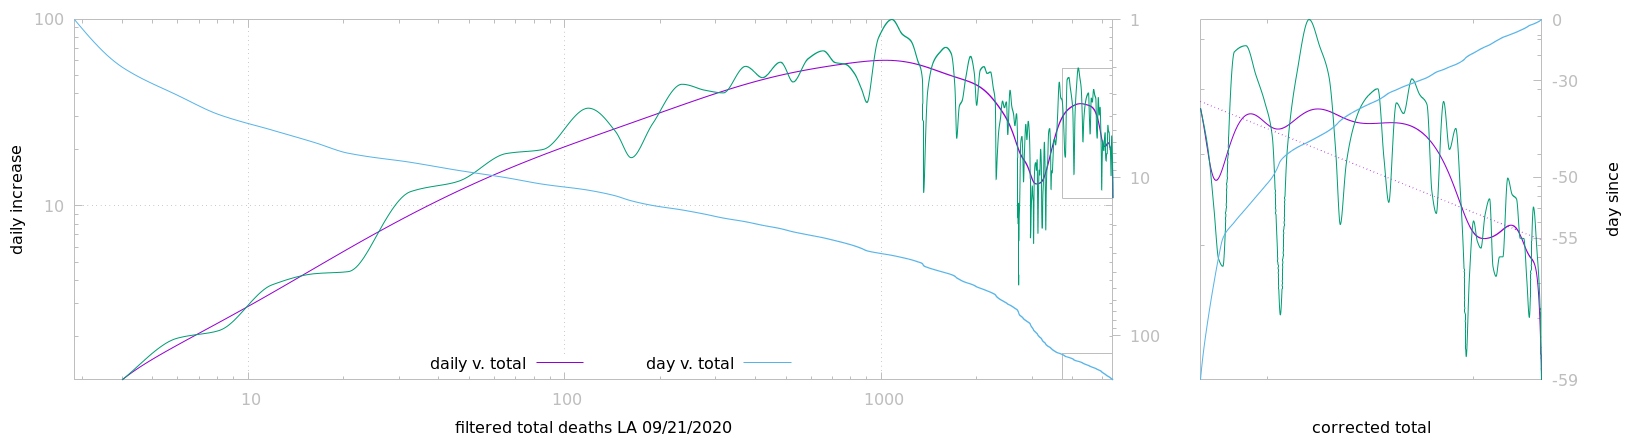 100
10
daily increase
10
100
1000
filtered total deaths LA 09/21/2020
daily v. total
day v. total
1
10
100
0
-30
-50
-55
-59
day since
corrected total